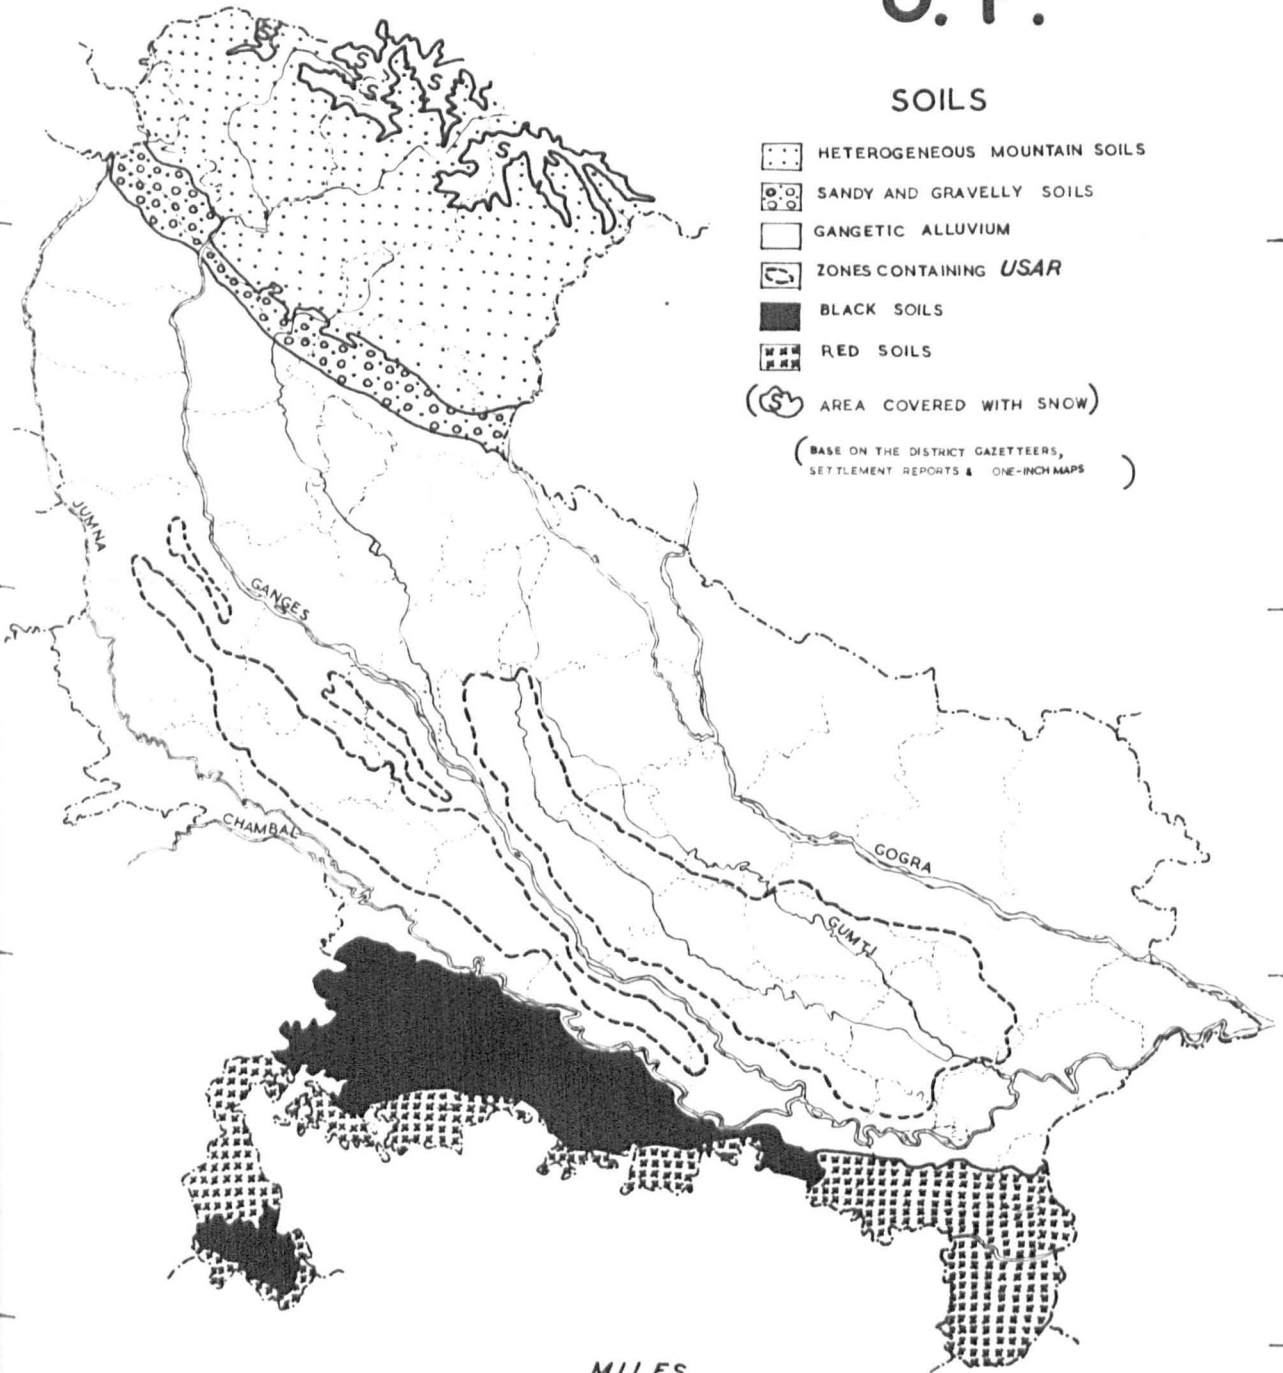 U. P.
SOILS
HETEROGENEOUS MOUNTAIN SOILS
SANDY AND GRAVELLY SOILS
GANGETIC ALLUVIUM
ZONES CONTAINING USAR
BLACK SOILS
RED SOILS
(S AREA COVERED WITH SNOW)
(BASE ON THE DISTRICT GAZETTEERS,
SETTLEMENT REPORTS & ONE-INCH MAPS)
S
S
S
S
S
JUMNA
GANGES
CHAMBAL
GOGRA
GUMTI
MILES